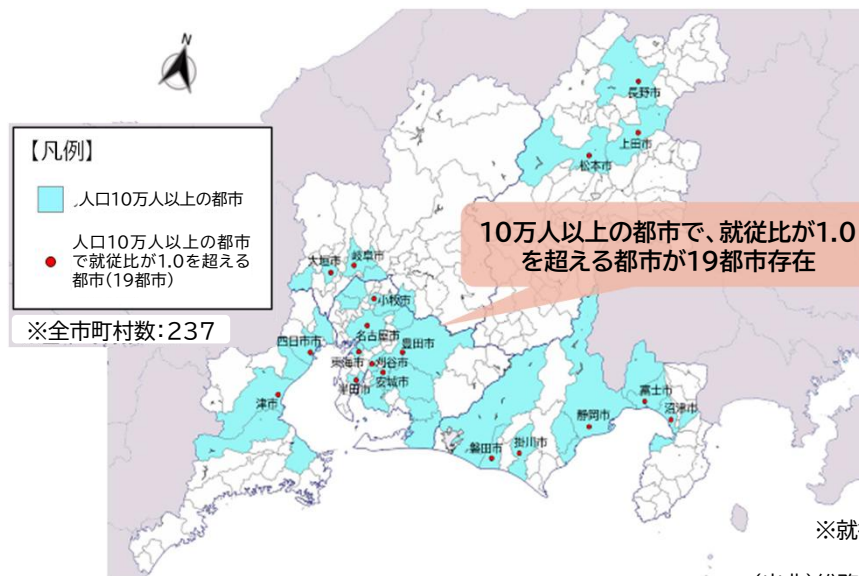 N
【凡例】
人口10万人以上の都市
人口10万人以上の都市
で就従比が1.0を超える
都市(19都市)
※全市町村数：237
10万人以上の都市で、就従比が1.0
を超える都市が19都市存在
長野市
上田市
松本市
大垣市
岐阜市
小牧市
名古屋市
豊田市
四日市市
東海市
刈谷市
安城市
半田市
津市
富士市
沼津市
静岡市
掛川市
磐田市
※就